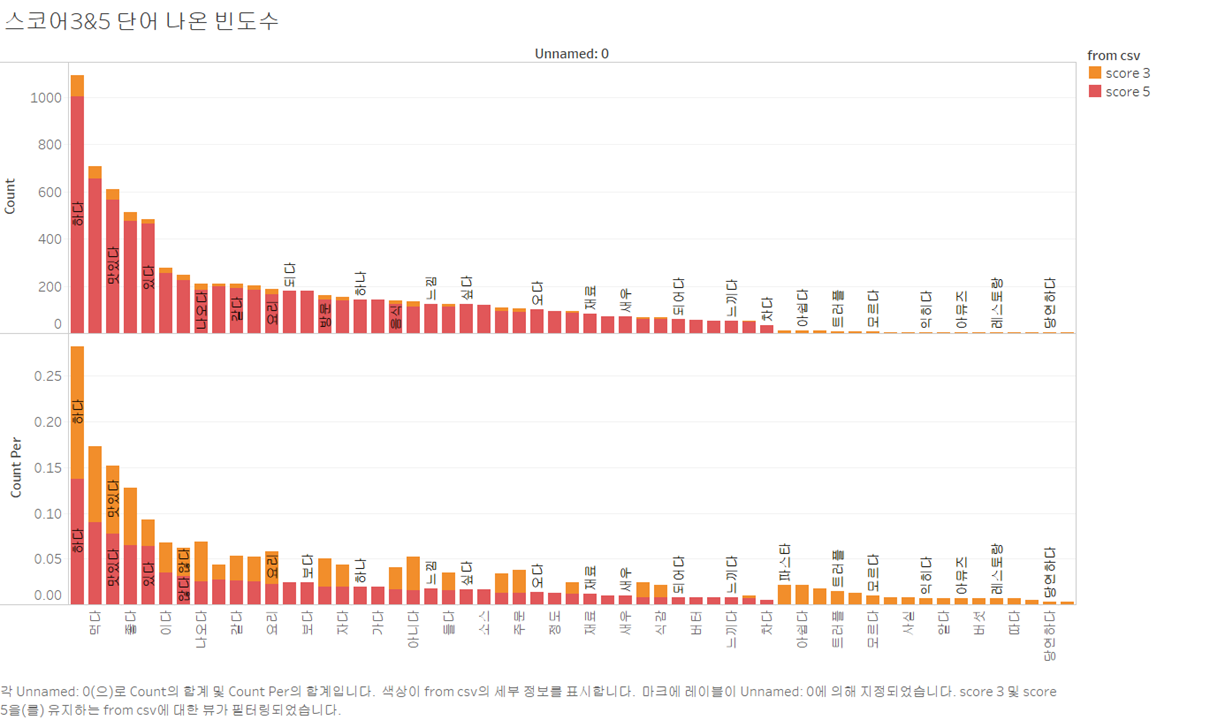 스코어3&5 단어 나온 빈도수
Unnamed: 0
from csv
score 3
score 5
Count
1000
800
600
400
200
0
하다
맛있다
있다
나오다
같다
요리
되다
방문
하나
음식
느낌
싶다
오다
재료
새우
되어다
느끼다
차다
아쉽다
트러플
모르다
익히다
아뮤즈
레스토랑
당연하다
Count Per
0.25
0.20
0.15
0.10
0.05
0.00
하다
하다
맛있다
맛있다
있다
않다
않다
요리
보다
하나
느낌
싶다
오다
재료
새우
되어다
느끼다
차다
파스타
트러플
모르다
익히다
아뮤즈
레스토랑
당연하다
먹다
좋다
이다
나오다
같다
요리
보다
자다
가다
아니다
들다
소스
주문
정도
재료
새우
식감
버터
느끼다
차다
아쉽다
트러플
모르다
사실
알다
버섯
따다
당연하다
각 Unnamed: 0(으)로 Count의 합계 및 Count Per의 합계입니다. 색상이 from csv의 세부 정보를 표시합니다. 마크에 레이블이 Unnamed: 0에 의해 지정되었습니다. score 3 및 score
5을(를) 유지하는 from csv에 대한 뷰가 필터링되었습니다.